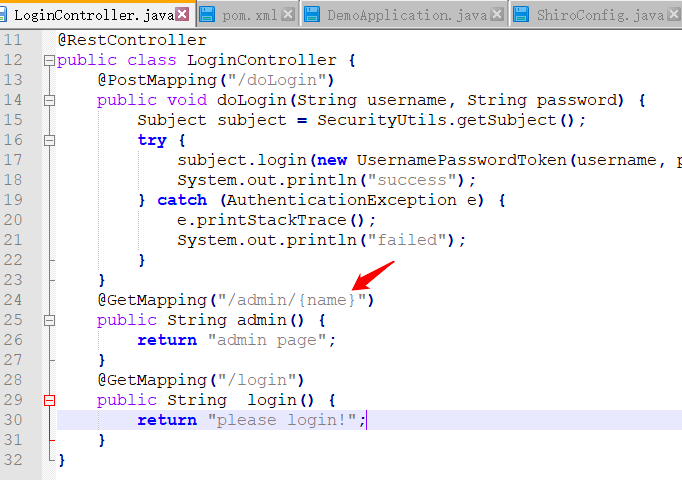 LoginController.java pom.xml DemoApplication.java ShiroConfig.java
11 @RestController
12 public class LoginController {
13     @PostMapping("/doLogin")
14     public void doLogin(String username, String password) {
15         Subject subject = SecurityUtils.getSubject();
16         try {
17             subject.login(new UsernamePasswordToken(username, p
18             System.out.println("success");
19         } catch (AuthenticationException e) {
20             e.printStackTrace();
21             System.out.println("failed");
22         }
23     }
24     @GetMapping("/admin/{name}")
25     public String admin() {
26         return "admin page";
27     }
28     @GetMapping("/login")
29     public String  login() {
30         return "please login!";
31     }
32 }